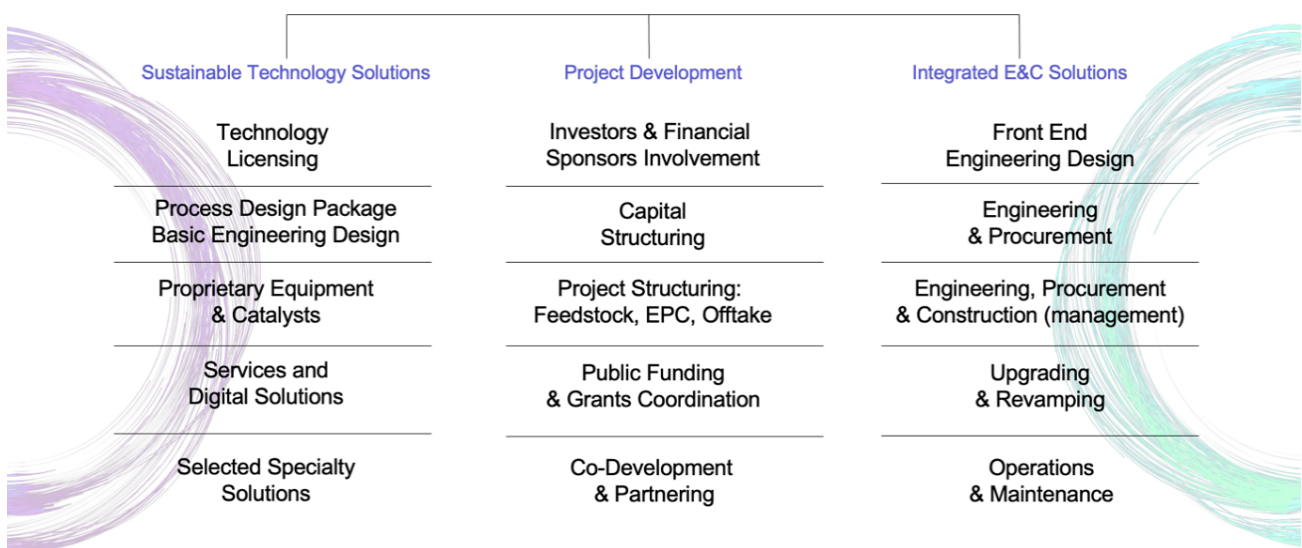 Sustainable Technology Solutions
Technology
Licensing
Process Design Package
Basic Engineering Design
Proprietary Equipment
& Catalysts
Services and
Digital Solutions
Selected Specialty
Solutions
Project Development
Investors & Financial
Sponsors Involvement
Capital
Structuring
Project Structuring:
Feedstock, EPC, Offtake
Public Funding
& Grants Coordination
Co-Development
& Partnering
Integrated E&C Solutions
Front End
Engineering Design
Engineering
& Procurement
Engineering, Procurement
& Construction (management)
Upgrading
& Revamping
Operations
& Maintenance